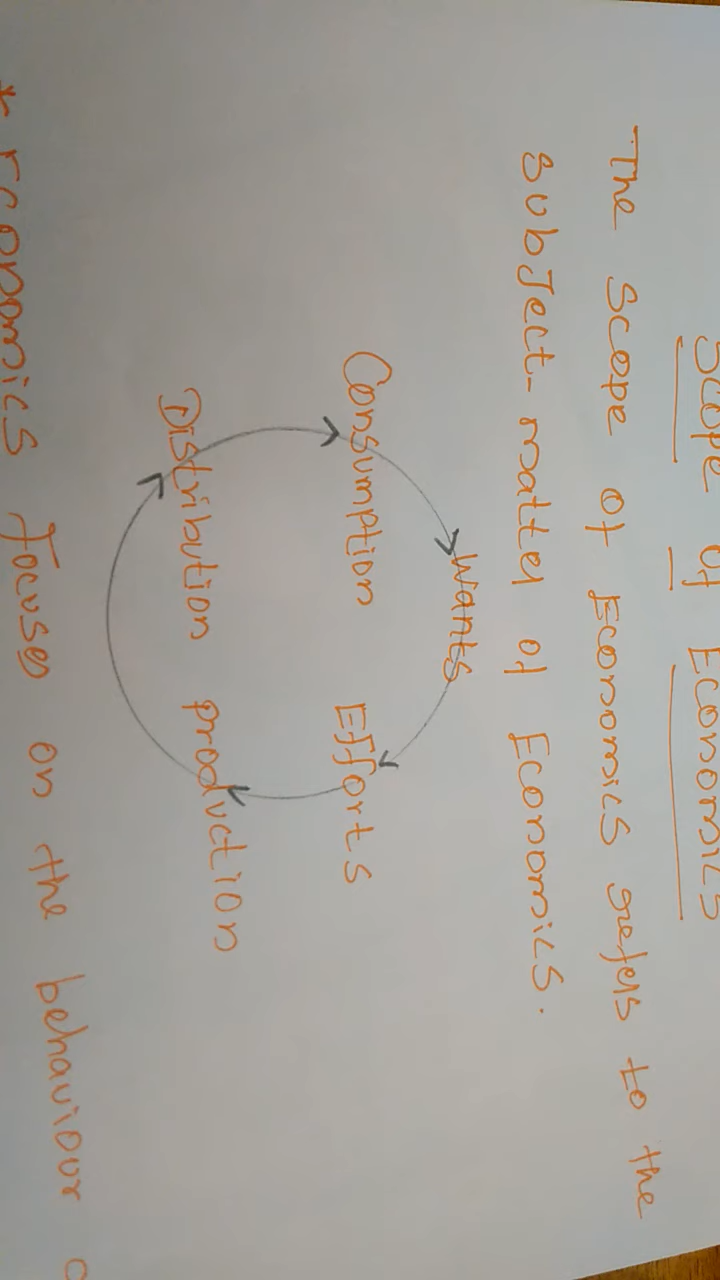 Scope of Economics
The Scope of Economics refers to the
subject-matter of Economics.
Wants
Consumption
Efforts
Distribution
production
* Economics focuses on the behaviour